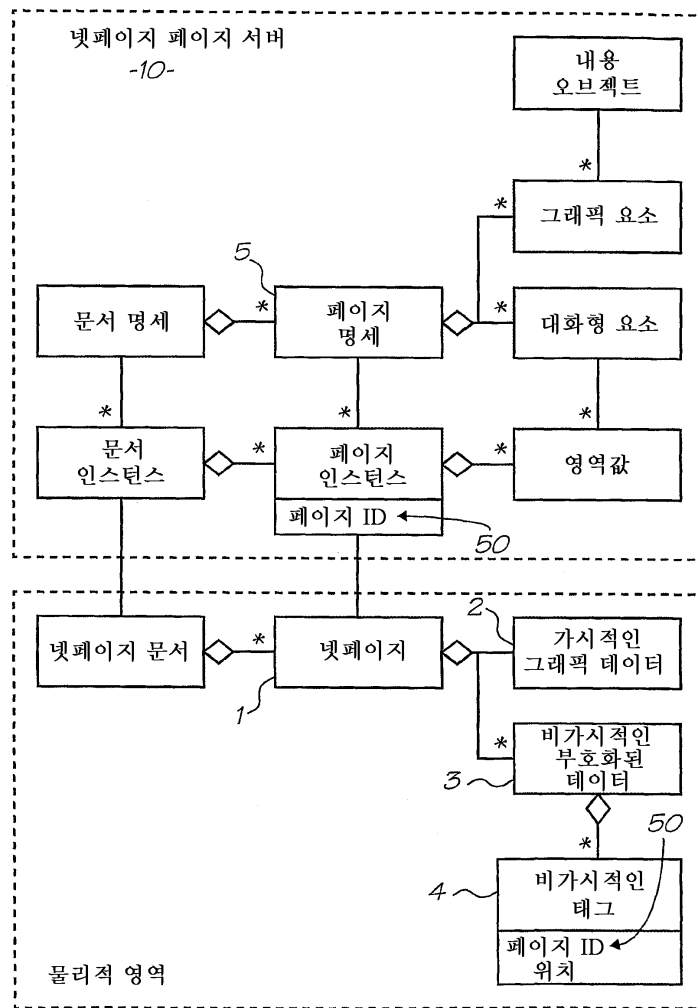 넷페이지 페이지 서버
-10-
내용
오브젝트
*
*
그래픽 요소
5
문서 명세
*
페이지
명세
*
대화형 요소
*
*
*
문서
인스턴스
*
페이지
인스턴스
*
영역값
페이지 ID
50
넷페이지 문서
*
넷페이지
1
2
가시적인
그래픽 데이터
*
비가시적인
부호화된
데이터
3
*
50
4
비가시적인
태그
페이지 ID
위치
물리적 영역